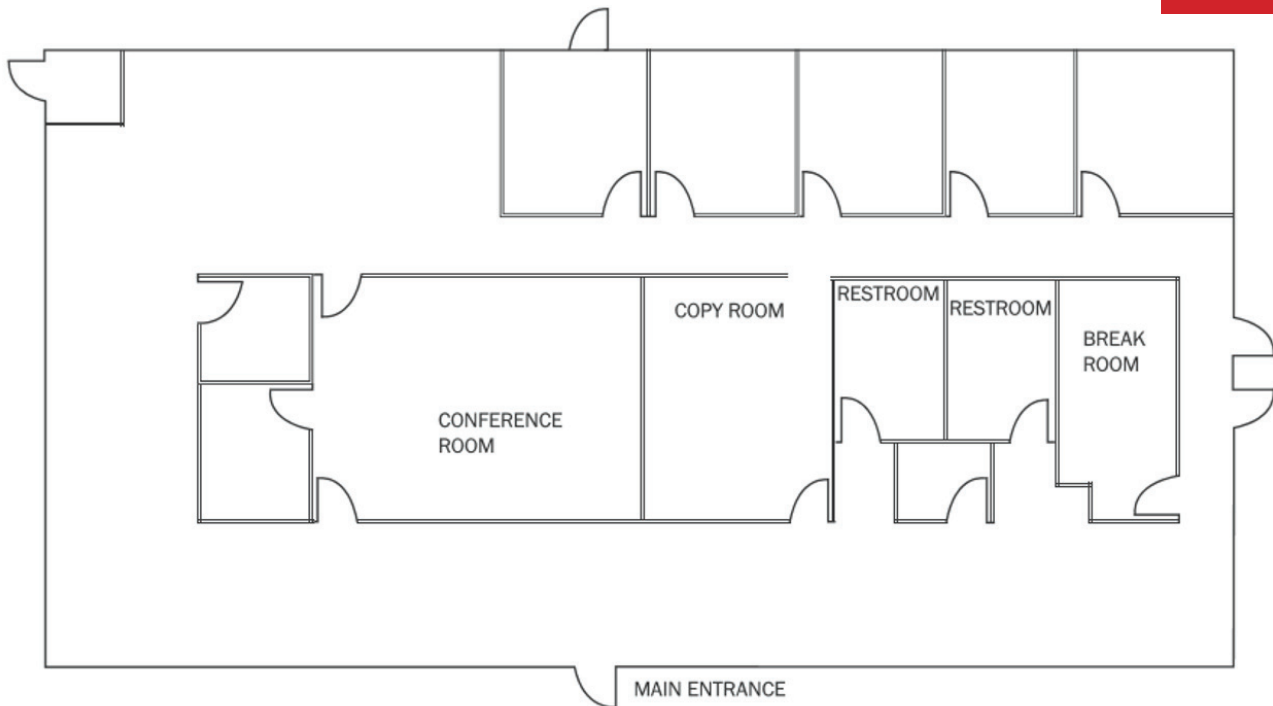 COPY ROOM
RESTROOM
RESTROOM
BREAK
ROOM
CONFERENCE
ROOM
MAIN ENTRANCE